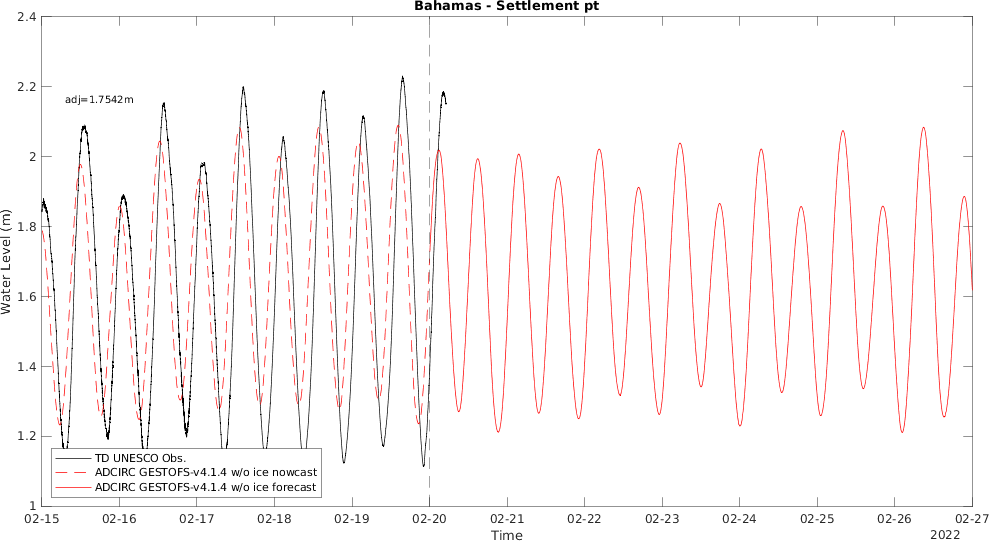 Bahamas - Settlement pt
2.4
2.2
2
1.8
1.6
1.4
1.2
1
Water Level (m)
adj=1.7542m
TD UNESCO Obs.
ADCIRC GESTOFS-v4.1.4 w/o ice nowcast
ADCIRC GESTOFS-v4.1.4 w/o ice forecast
02-15 02-16 02-17 02-18 02-19 02-20 02-21 02-22 02-23 02-24 02-25 02-26 02-27
Time
2022